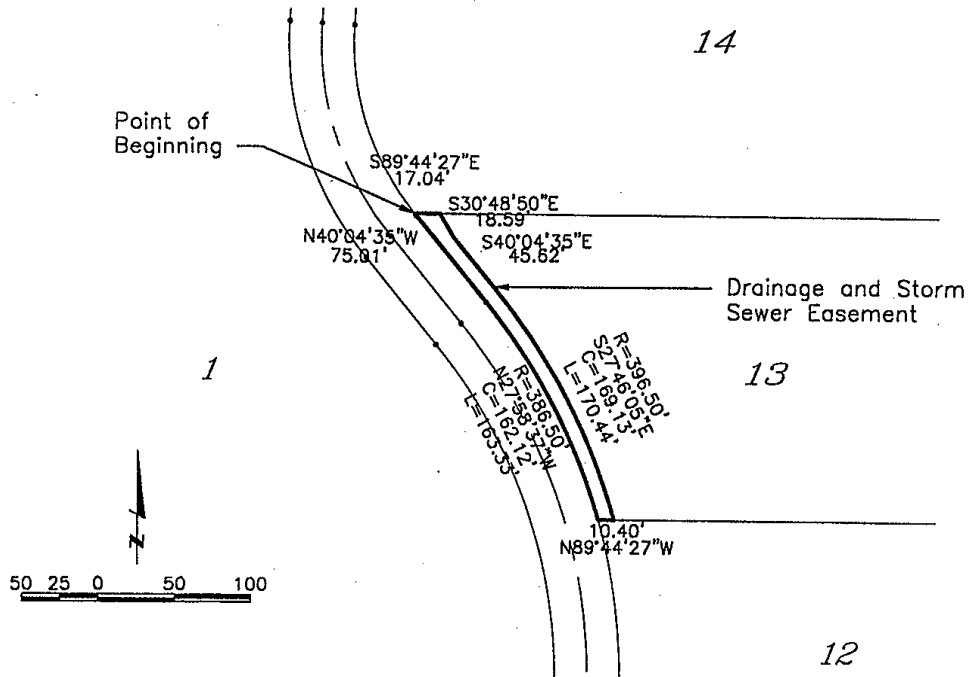 14
Point of
Beginning
S89°44'27"E
17.04'
S30°48'50"E
18.59'
N40°04'35"W
75.01'
S40°04'35"E
45.62'
Drainage and Storm
Sewer Easement
1
13
R=396.50'
S27°46'05"E
C=169.13'
L=170.44'
R=386.50'
N27°58'37"W
C=162.12'
L=163.33'
10.40'
N89°44'27"W
N
50 25 0 50 100
12